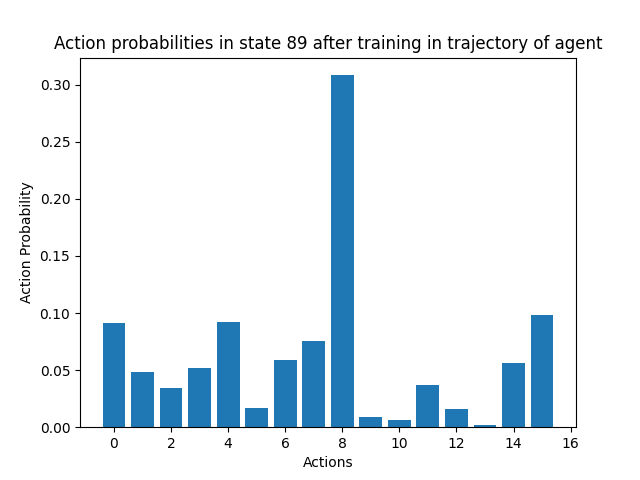 Action probabilities in state 89 after training in trajectory of agent
0.30
0.25
0.20
0.15
0.10
0.05
0.00
Action Probability
0 2 4 6 8 10 12 14 16
Actions